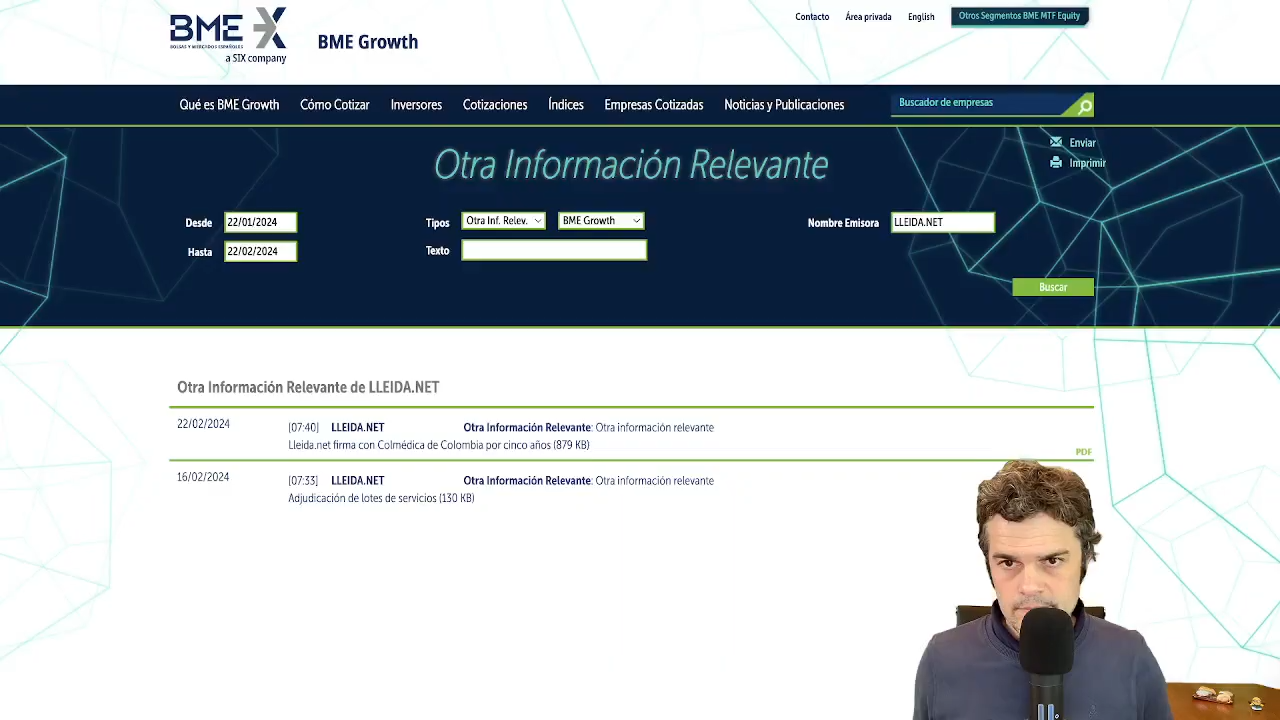 BME X
BOLSAS Y MERCADOS ESPAÑOLES
a SIX company
BME Growth
Contacto Área privada English Otros Segmentos BME MTF Equity
Qué es BME Growth Cómo Cotizar Inversores Cotizaciones Índices Empresas Cotizadas Noticias y Publicaciones Buscador de empresas
Enviar
Imprimir
Otra Información Relevante
Desde 22/01/2024 Tipos Otra Inf. Relev. BME Growth Nombre Emisora LLEIDA.NET
Hasta 22/02/2024 Texto
Buscar
Otra Información Relevante de LLEIDA.NET
22/02/2024 [07:40] LLEIDA.NET Otra Información Relevante: Otra información relevante
Lleida.net firma con Colmédica de Colombia por cinco años (879 KB)
PDF
16/02/2024 [07:33] LLEIDA.NET Otra Información Relevante: Otra información relevante
Adjudicación de lotes de servicios (130 KB)